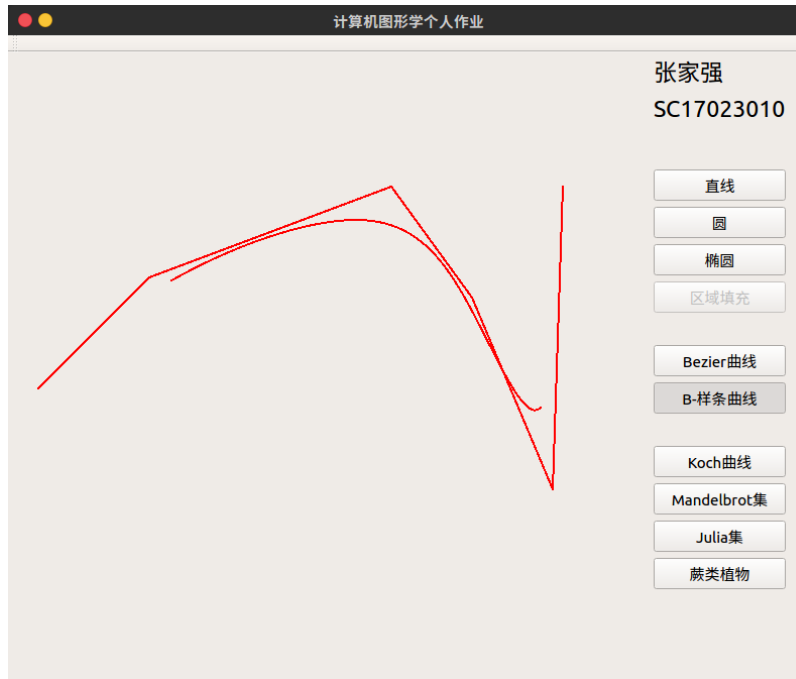 计算机图形学个人作业
张家强
SC17023010
直线
圆
椭圆
区域填充
Bezier曲线
B-样条曲线
Koch曲线
Mandelbrot集
Julia集
蕨类植物